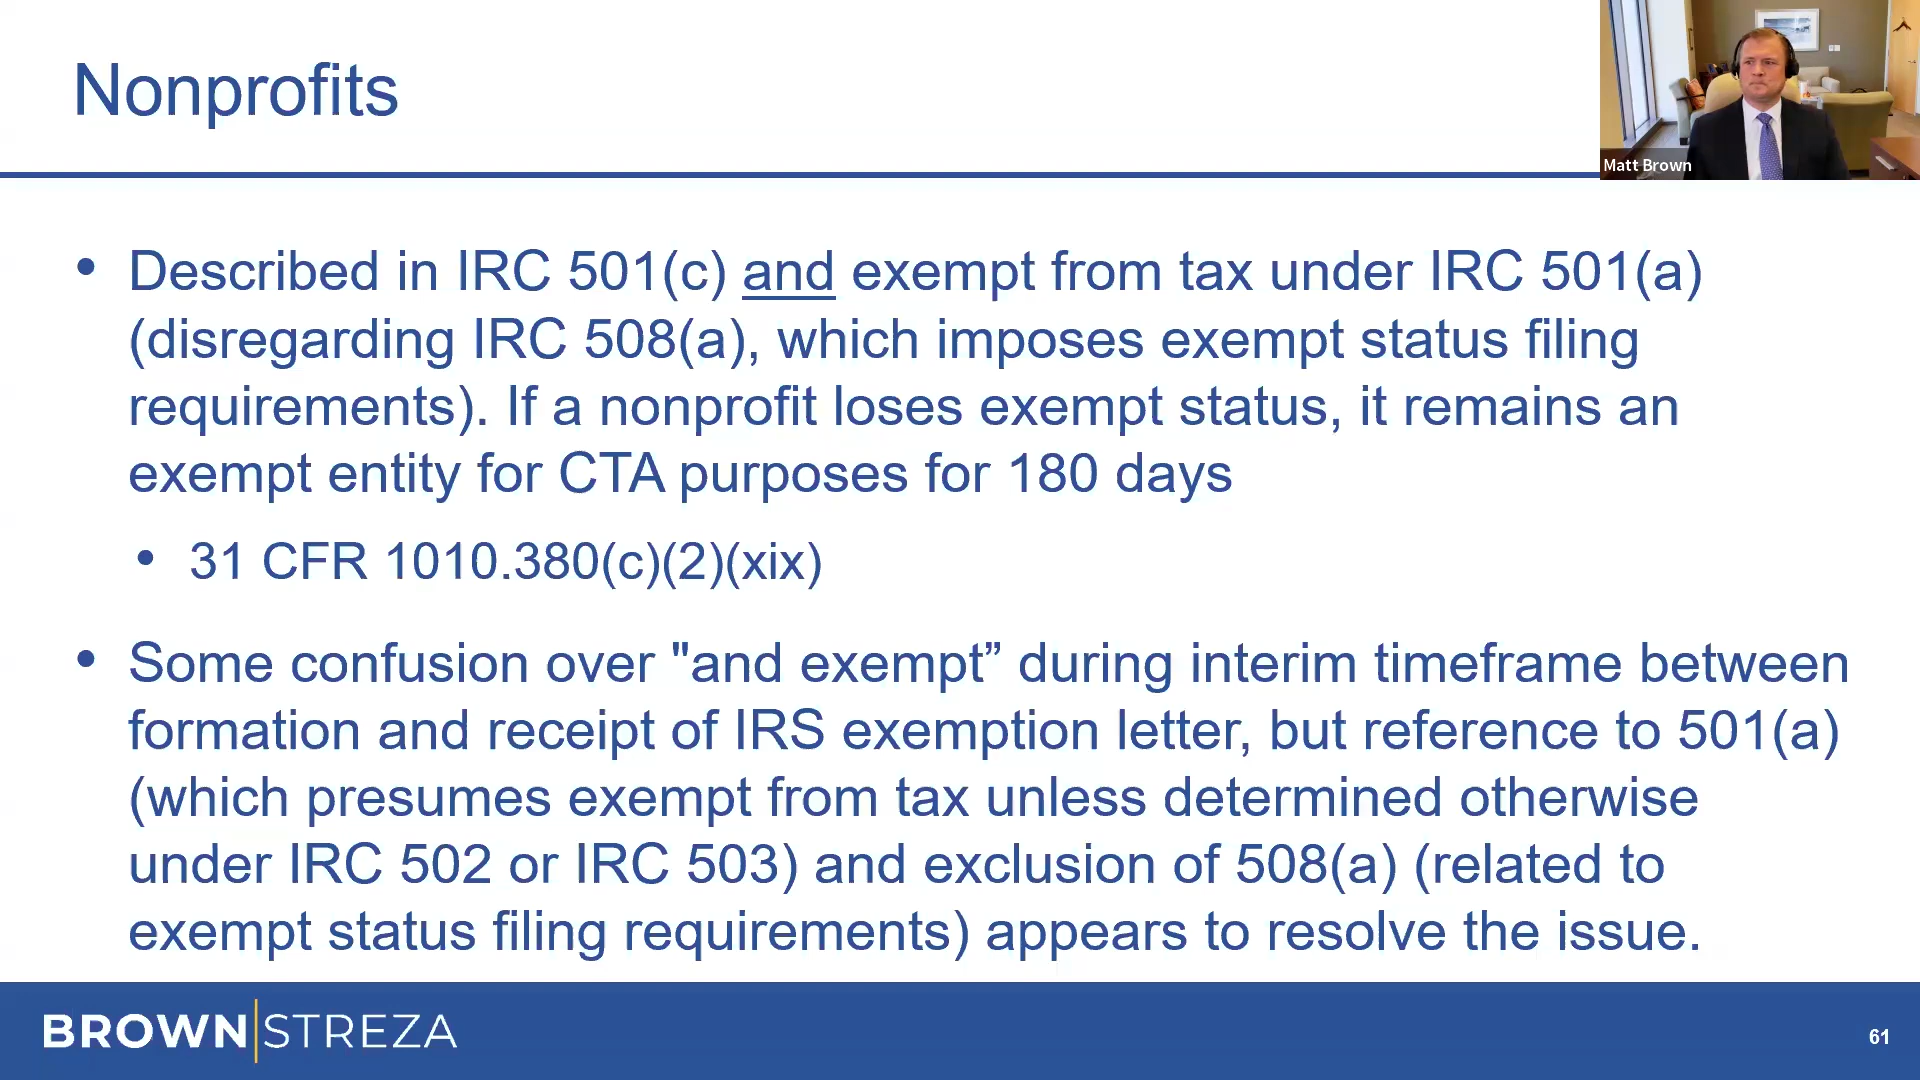 Nonprofits
Matt Brown
• Described in IRC 501(c) and exempt from tax under IRC 501(a)
(disregarding IRC 508(a), which imposes exempt status filing
requirements). If a nonprofit loses exempt status, it remains an
exempt entity for CTA purposes for 180 days
• 31 CFR 1010.380(c)(2)(xix)
• Some confusion over "and exempt” during interim timeframe between
formation and receipt of IRS exemption letter, but reference to 501(a)
(which presumes exempt from tax unless determined otherwise
under IRC 502 or IRC 503) and exclusion of 508(a) (related to
exempt status filing requirements) appears to resolve the issue.
BROWN|STREZA
61